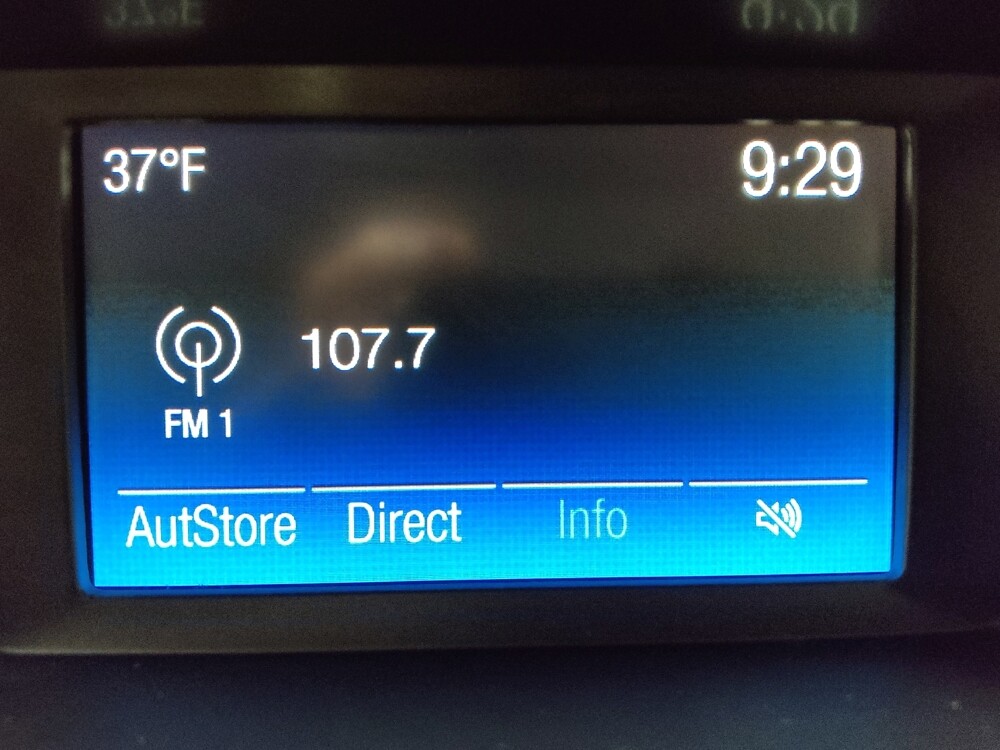 37°F 9:29
107.7
FM 1
AutStore Direct Info